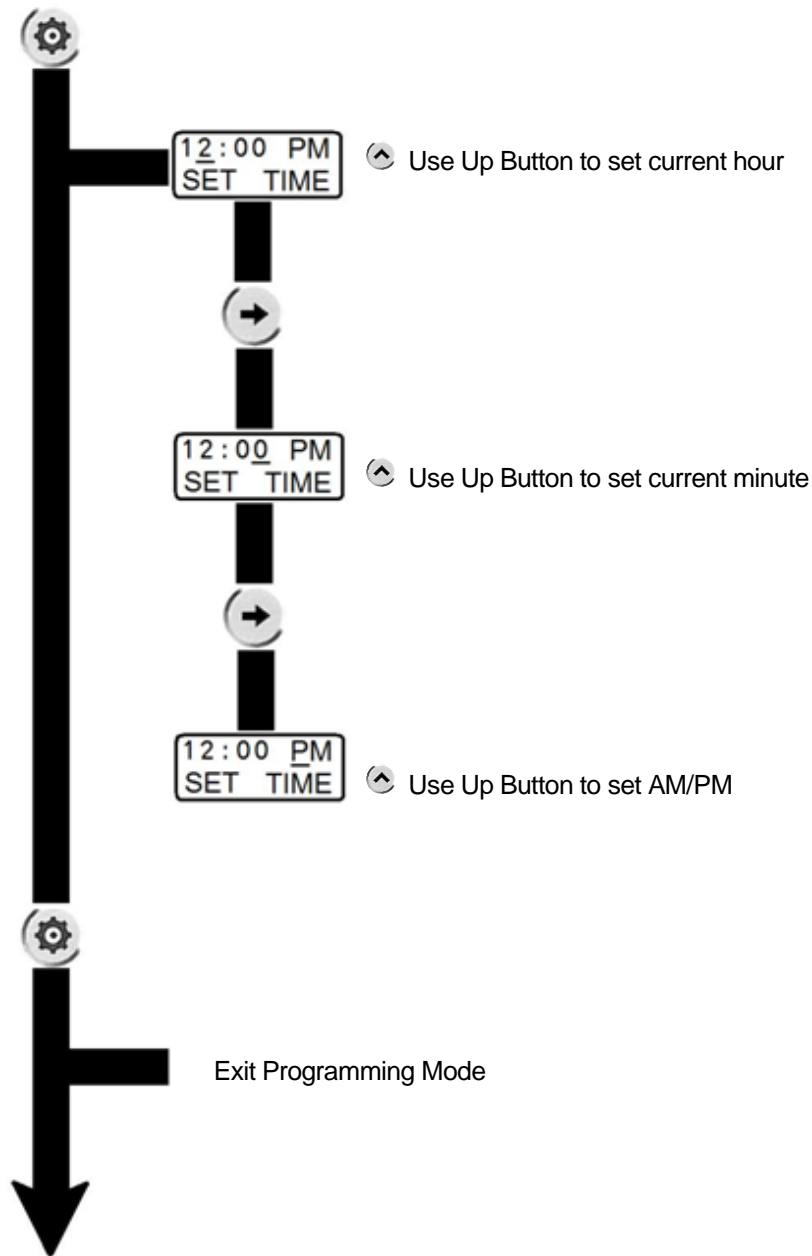 12:00 PM
SET TIME
Use Up Button to set current hour
12:00 PM
SET TIME
Use Up Button to set current minute
12:00 PM
SET TIME
Use Up Button to set AM/PM
Exit Programming Mode